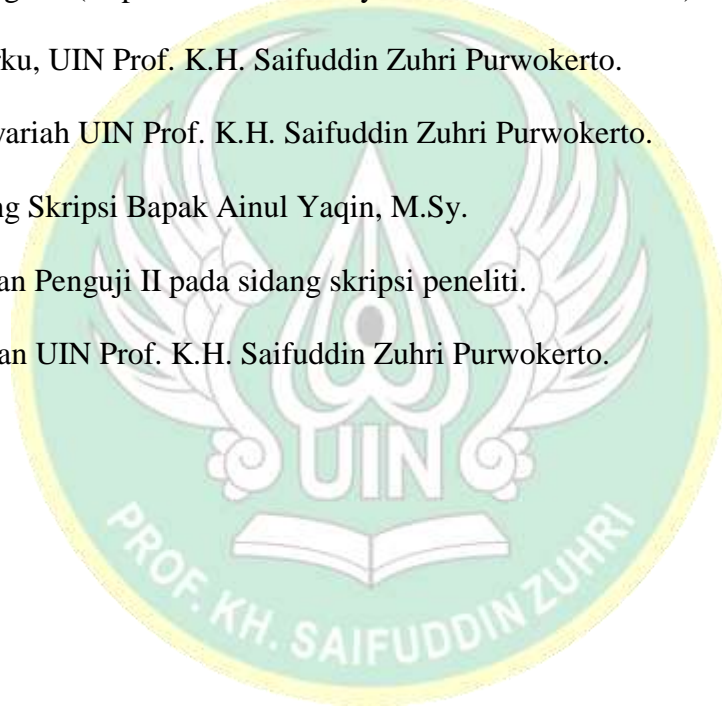 rku, UIN Prof. K.H. Saifuddin Zuhri Purwokerto.
variah UIN Prof. K.H. Saifuddin Zuhri Purwokerto.
ng Skripsi Bapak Ainul Yaqin, M.Sy.
an Penguji II pada sidang skripsi peneliti.
an UIN Prof. K.H. Saifuddin Zuhri Purwokerto.
UIN
PROF. KH. SAIFUDDIN ZUHRI